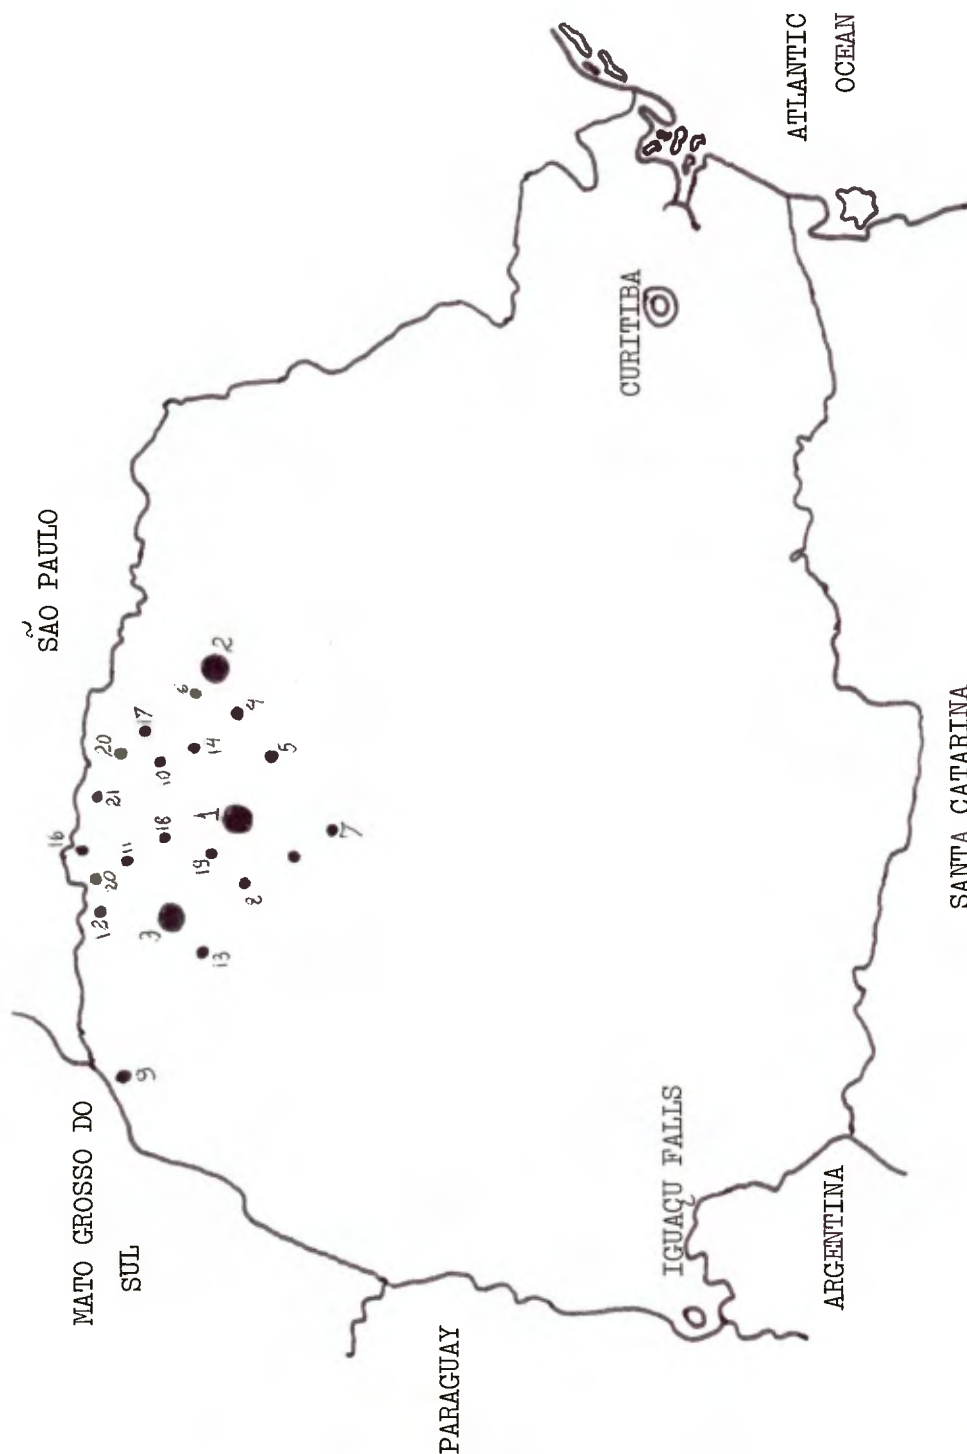 ATLANTIC
OCEAN
SÃO PAULO
CURITIBA
16
20
21
20
12
11
17
10
18
6
2
14
4
3
19
1
13
8
5
7
9
MATO GROSSO DO
SUL
IGUAÇU FALLS
PARAGUAY
ARGENTINA
SANTA CATARINA